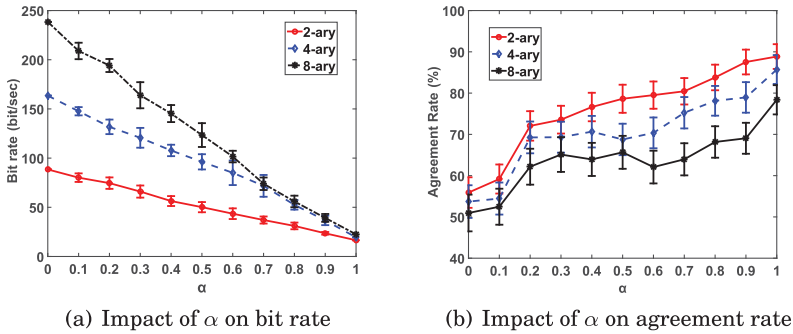 250
200
150
100
50
0
Bit rate (bit/sec)
0 0.1 0.2 0.3 0.4 0.5 0.6 0.7 0.8 0.9 1
α
2-ary
4-ary
8-ary
(a) Impact of α on bit rate
100
90
80
70
60
50
40
Agreement Rate (%)
0 0.1 0.2 0.3 0.4 0.5 0.6 0.7 0.8 0.9 1
α
2-ary
4-ary
8-ary
(b) Impact of α on agreement rate